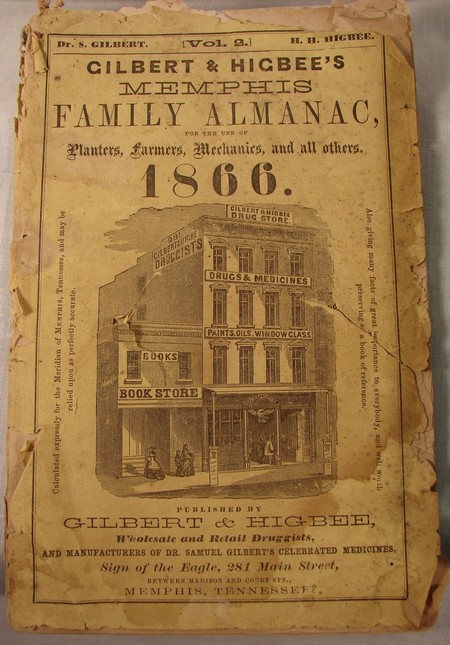 Dr. S. GILBERT. [Vol. 2.] H. H. HIGBEE.
GILBERT & HIGBEE'S
MEMPHIS
FAMILY ALMANAC,
FOR THE USE OF
Planters, Farmers, Mechanics, and all others.
1866.
Calculated expressly for the Meridian of MEMPHIS, Tennessee, and may be
relied upon as perfectly accurate.
GILBERT & HIGBEE
DRUG STORE.
281
GILBERT & HIGBEE
DRUGGISTS
DRUGS & MEDICINES
PAINTS, OILS, WINDOW GLASS
BOOKS
BOOK STORE
Also giving many facts of great importance to everybody, and well worth
preserving as a book of reference.
PUBLISHED BY
GILBERT & HIGBEE,
Wholesale and Retail Druggists,
AND MANUFACTURERS OF DR. SAMUEL GILBERT'S CELEBRATED MEDICINES,
Sign of the Eagle, 281 Main Street,
BETWEEN MADISON AND COURT STS.,
MEMPHIS, TENNESSEE.